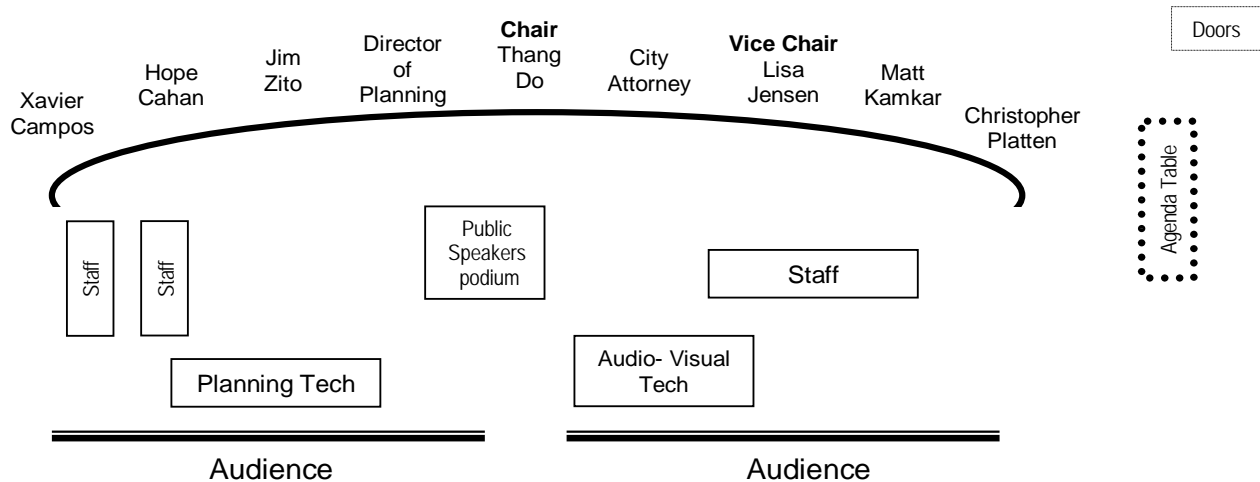 Xavier
Campos
Hope
Cahan
Jim
Zito
Director
of
Planning
Chair
Thang
Do
City
Attorney
Vice Chair
Lisa
Jensen
Matt
Kamkar
Christopher
Platten
Doors
Agenda Table
Staff
Staff
Public
Speakers
podium
Staff
Planning Tech
Audio- Visual
Tech
Audience
Audience